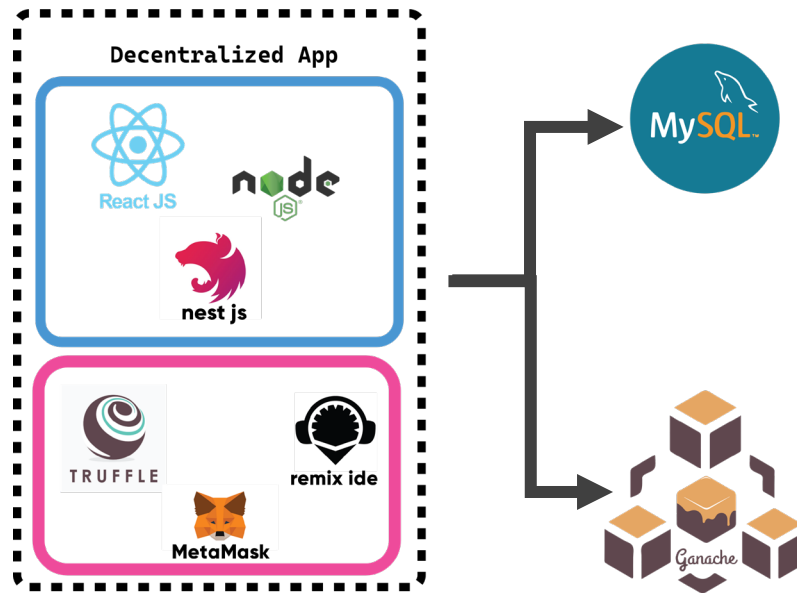 Decentralized App
React JS
node
JS
nest js
TRUFFLE
remix ide
MetaMask
MySQL
Ganache